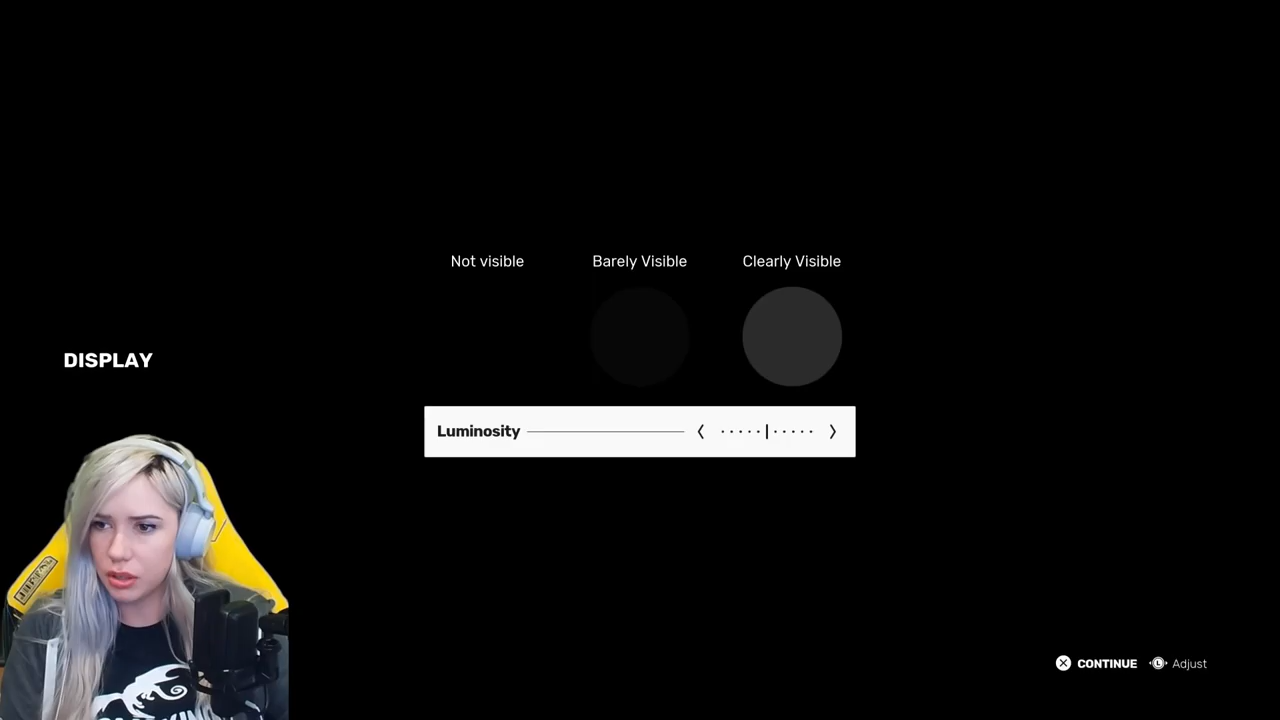 Not visible
Barely Visible
Clearly Visible
DISPLAY
Luminosity
CONTINUE
Adjust